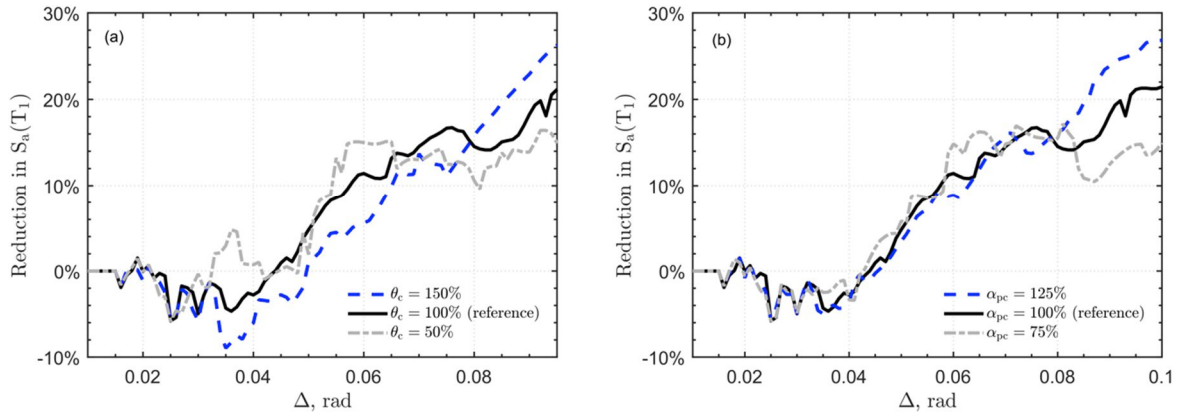 (a)
30%
20%
10%
0%
-10%
Reduction in Sa(T1)
θc = 150%
θc = 100% (reference)
θc = 50%
0.02 0.04 0.06 0.08
Δ, rad
(b)
30%
20%
10%
0%
-10%
Reduction in Sa(T1)
αpc = 125%
αpc = 100% (reference)
αpc = 75%
0.02 0.04 0.06 0.08 0.1
Δ, rad